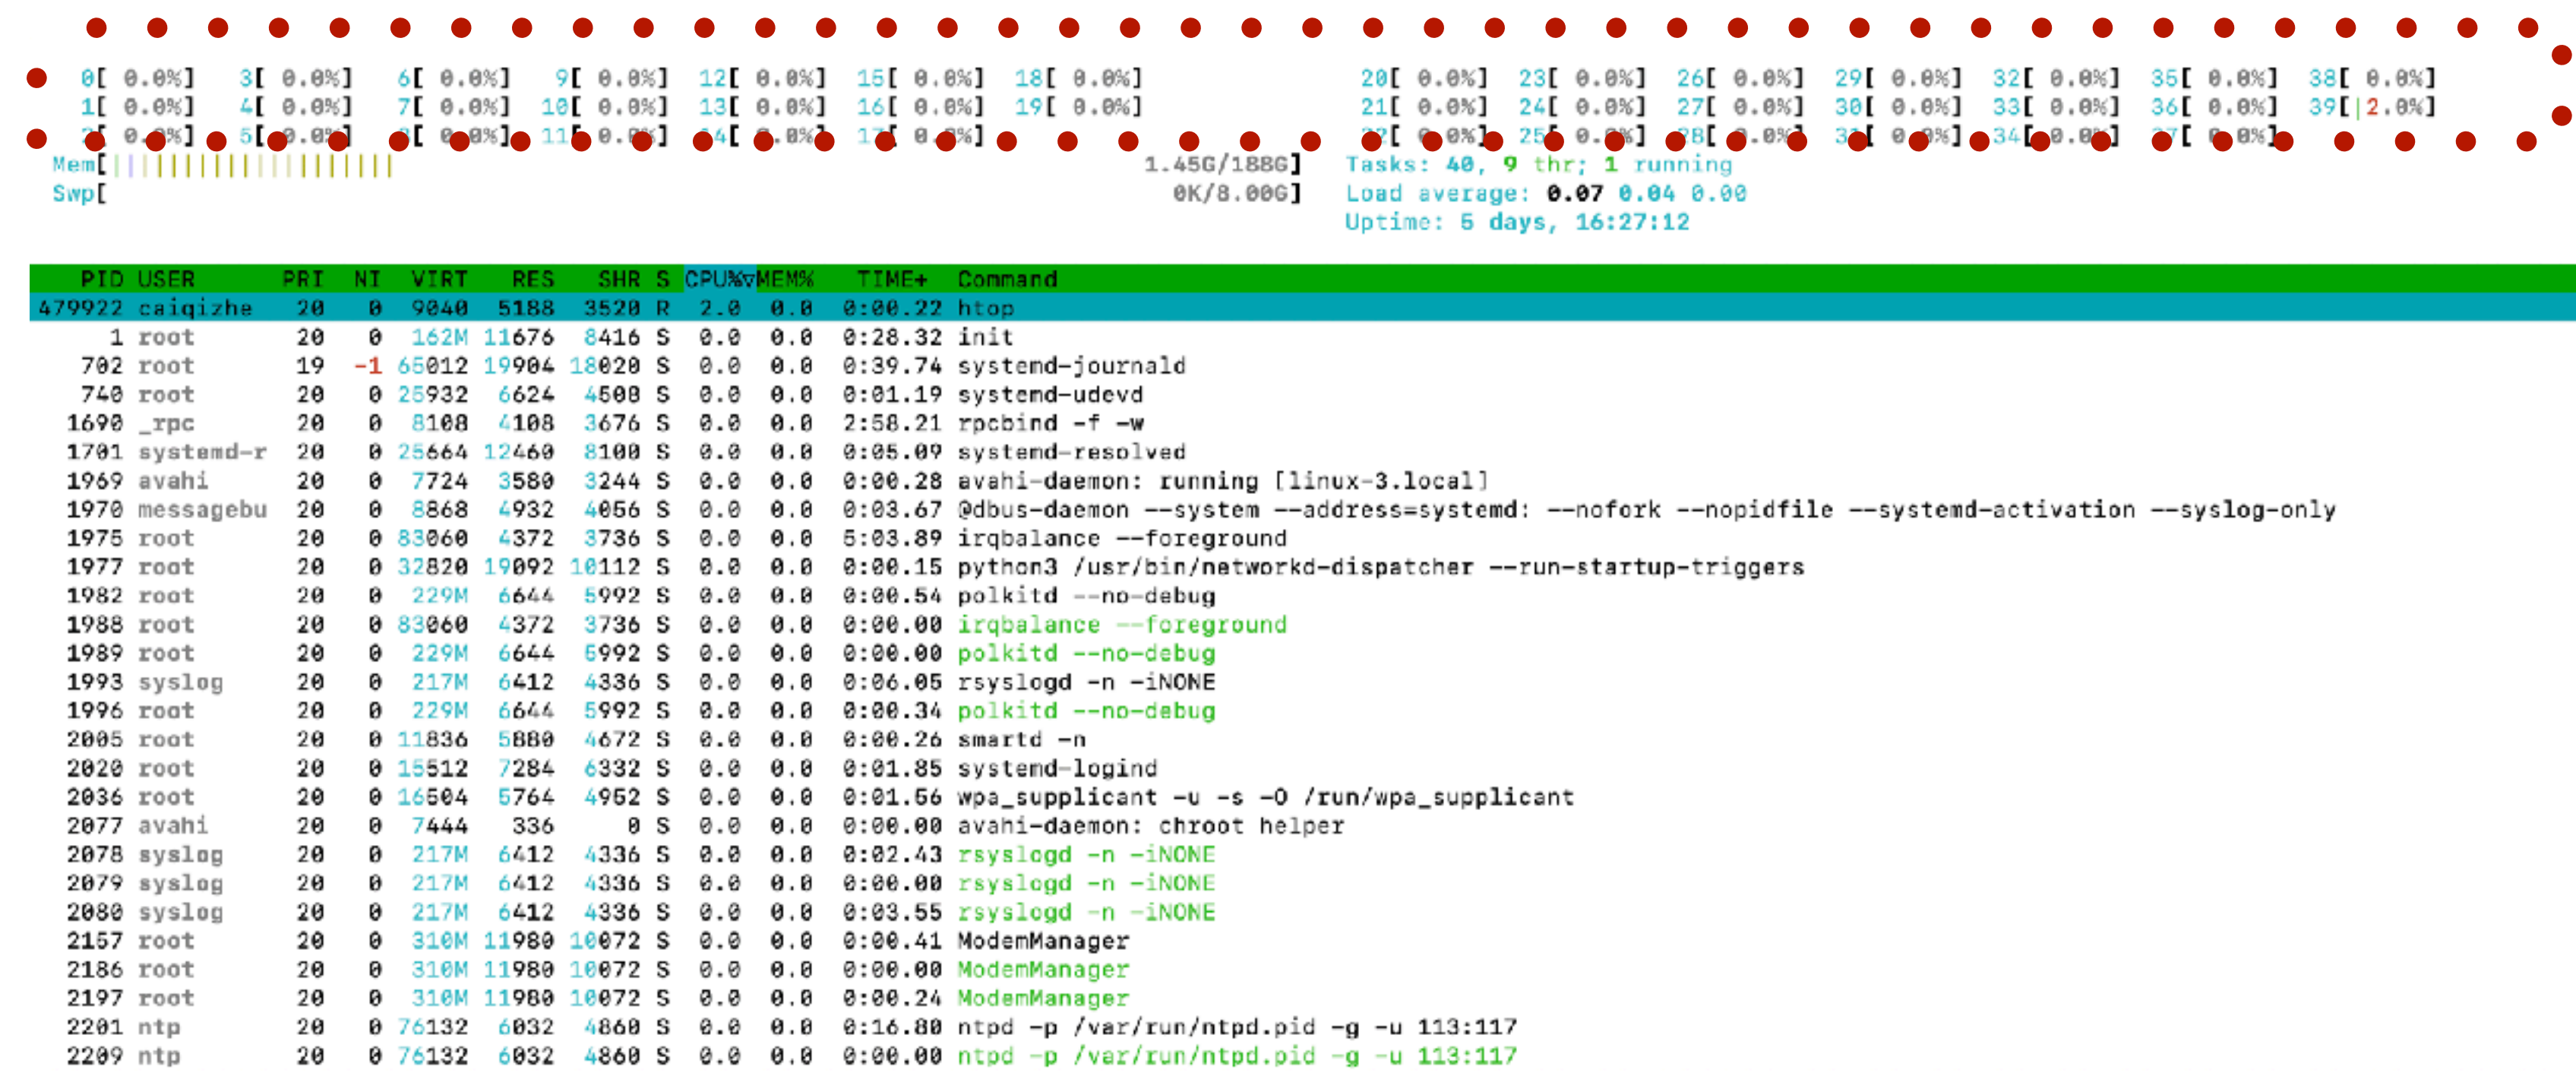 0[ 0.0%] 3[ 0.0%] 6[ 0.0%] 9[ 0.0%] 12[ 0.0%] 15[ 0.0%] 18[ 0.0%] 20[ 0.0%] 23[ 0.0%] 26[ 0.0%] 29[ 0.0%] 32[ 0.0%] 35[ 0.0%] 38[ 0.0%]
1[ 0.0%] 4[ 0.0%] 7[ 0.0%] 10[ 0.0%] 13[ 0.0%] 16[ 0.0%] 19[ 0.0%] 21[ 0.0%] 24[ 0.0%] 27[ 0.0%] 30[ 0.0%] 33[ 0.0%] 36[ 0.0%] 39[|2.0%]
5[ 11[ 25[ 34[
Mem[||||||||||||||||||||1.45G/188G] Tasks: 40, 9 thr; 1 running
Swp[ 0K/8.00G] Load average: 0.07 0.04 0.00
Uptime: 5 days, 16:27:12
PID USER PRI NI VIRT RES SHR S CPU%▽MEM% TIME+ Command
479922 caiqizhe 20 0 9040 5188 3520 R 2.0 0.0 0:00.22 htop
1 root 20 0 162M 11676 8416 S 0.0 0.0 0:28.32 init
702 root 19 -1 65012 19904 18020 S 0.0 0.0 0:39.74 systemd-journald
740 root 20 0 25932 6624 4508 S 0.0 0.0 0:01.19 systemd-udevd
1690 _rpc 20 0 8108 4108 3676 S 0.0 0.0 2:58.21 rpcbind -f -w
1701 systemd-r 20 0 25664 12460 8100 S 0.0 0.0 0:05.09 systemd-resolved
1969 avahi 20 0 7724 3580 3244 S 0.0 0.0 0:00.28 avahi-daemon: running [linux-3.local]
1970 messagebu 20 0 8868 4932 4056 S 0.0 0.0 0:03.67 @dbus-daemon --system --address=systemd: --nofork --nopidfile --systemd-activation --syslog-only
1975 root 20 0 83060 4372 3736 S 0.0 0.0 5:03.89 irqbalance --foreground
1977 root 20 0 32820 19092 10112 S 0.0 0.0 0:00.15 python3 /usr/bin/networkd-dispatcher --run-startup-triggers
1982 root 20 0 229M 6644 5992 S 0.0 0.0 0:00.54 polkitd --no-debug
1988 root 20 0 83060 4372 3736 S 0.0 0.0 0:00.00 irqbalance --foreground
1989 root 20 0 229M 6644 5992 S 0.0 0.0 0:00.00 polkitd --no-debug
1993 syslog 20 0 217M 6412 4336 S 0.0 0.0 0:06.05 rsyslogd -n -iNONE
1996 root 20 0 229M 6644 5992 S 0.0 0.0 0:00.34 polkitd --no-debug
2005 root 20 0 11836 5880 4672 S 0.0 0.0 0:00.26 smartd -n
2020 root 20 0 15512 7284 6332 S 0.0 0.0 0:01.85 systemd-logind
2036 root 20 0 16504 5764 4952 S 0.0 0.0 0:01.56 wpa_supplicant -u -s -O /run/wpa_supplicant
2077 avahi 20 0 7444 336 0 S 0.0 0.0 0:00.00 avahi-daemon: chroot helper
2078 syslog 20 0 217M 6412 4336 S 0.0 0.0 0:02.43 rsyslogd -n -iNONE
2079 syslog 20 0 217M 6412 4336 S 0.0 0.0 0:00.00 rsyslogd -n -iNONE
2080 syslog 20 0 217M 6412 4336 S 0.0 0.0 0:03.55 rsyslogd -n -iNONE
2157 root 20 0 310M 11980 10072 S 0.0 0.0 0:00.41 ModemManager
2186 root 20 0 310M 11980 10072 S 0.0 0.0 0:00.00 ModemManager
2197 root 20 0 310M 11980 10072 S 0.0 0.0 0:00.24 ModemManager
2201 ntp 20 0 76132 6032 4860 S 0.0 0.0 0:16.80 ntpd -p /var/run/ntpd.pid -g -u 113:117
2209 ntp 20 0 76132 6032 4860 S 0.0 0.0 0:00.00 ntpd -p /var/run/ntpd.pid -g -u 113:117